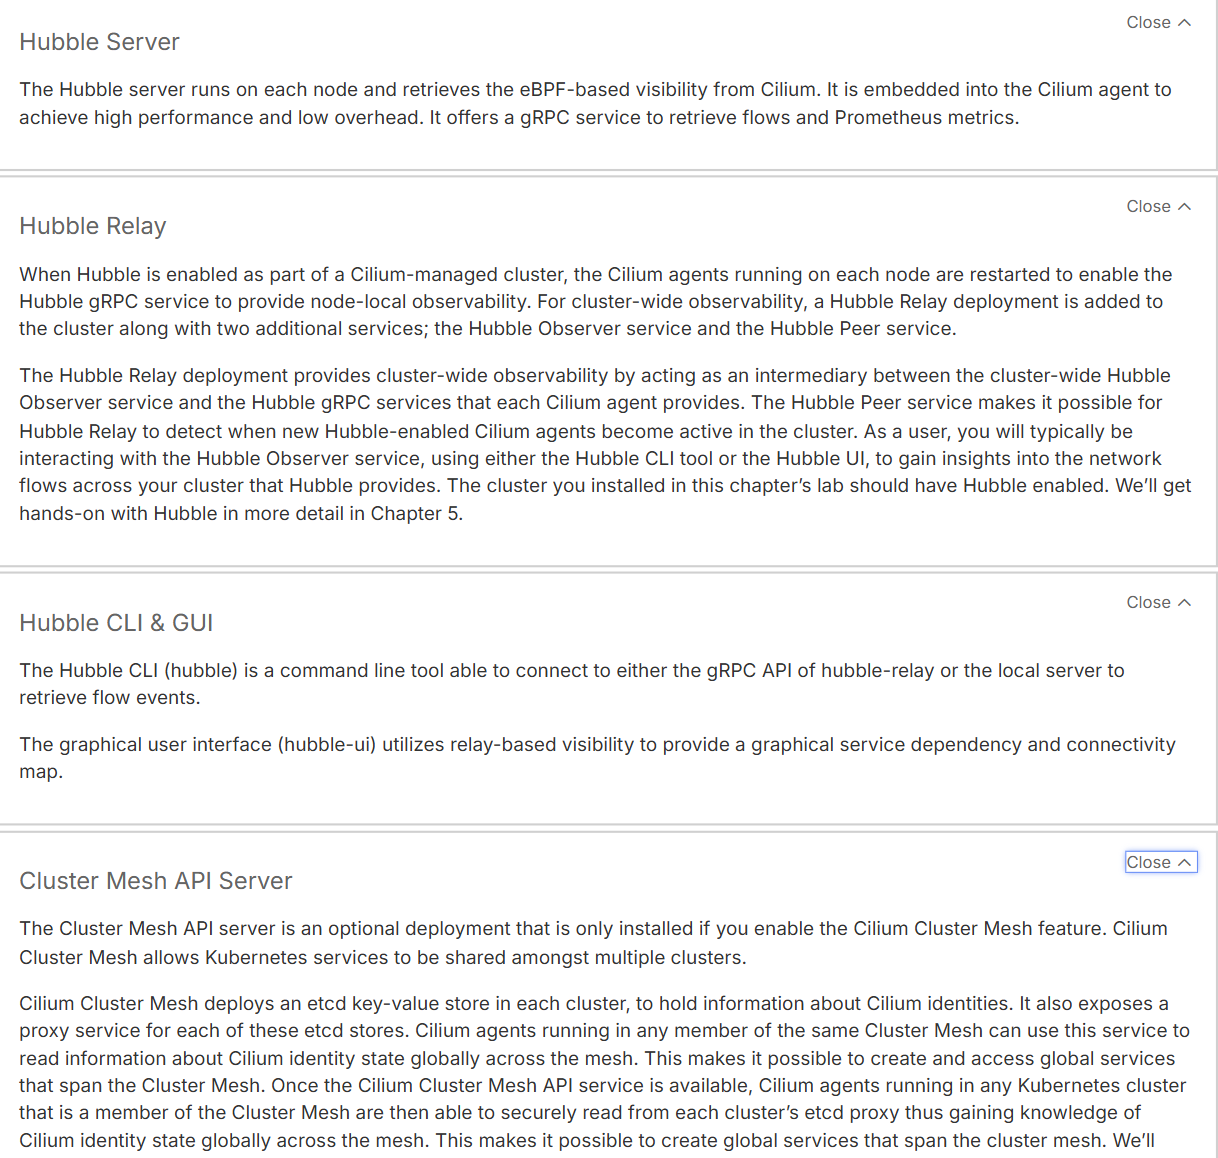 Close
Hubble Server
The Hubble server runs on each node and retrieves the eBPF-based visibility from Cilium. It is embedded into the Cilium agent to
achieve high performance and low overhead. It offers a gRPC service to retrieve flows and Prometheus metrics.
Close
Hubble Relay
When Hubble is enabled as part of a Cilium-managed cluster, the Cilium agents running on each node are restarted to enable the
Hubble gRPC service to provide node-local observability. For cluster-wide observability, a Hubble Relay deployment is added to
the cluster along with two additional services; the Hubble Observer service and the Hubble Peer service.
The Hubble Relay deployment provides cluster-wide observability by acting as an intermediary between the cluster-wide Hubble
Observer service and the Hubble gRPC services that each Cilium agent provides. The Hubble Peer service makes it possible for
Hubble Relay to detect when new Hubble-enabled Cilium agents become active in the cluster. As a user, you will typically be
interacting with the Hubble Observer service, using either the Hubble CLI tool or the Hubble UI, to gain insights into the network
flows across your cluster that Hubble provides. The cluster you installed in this chapter’s lab should have Hubble enabled. We’ll get
hands-on with Hubble in more detail in Chapter 5.
Close
Hubble CLI & GUI
The Hubble CLI (hubble) is a command line tool able to connect to either the gRPC API of hubble-relay or the local server to
retrieve flow events.
The graphical user interface (hubble-ui) utilizes relay-based visibility to provide a graphical service dependency and connectivity
map.
Close
Cluster Mesh API Server
The Cluster Mesh API server is an optional deployment that is only installed if you enable the Cilium Cluster Mesh feature. Cilium
Cluster Mesh allows Kubernetes services to be shared amongst multiple clusters.
Cilium Cluster Mesh deploys an etcd key-value store in each cluster, to hold information about Cilium identities. It also exposes a
proxy service for each of these etcd stores. Cilium agents running in any member of the same Cluster Mesh can use this service to
read information about Cilium identity state globally across the mesh. This makes it possible to create and access global services
that span the Cluster Mesh. Once the Cilium Cluster Mesh API service is available, Cilium agents running in any Kubernetes cluster
that is a member of the Cluster Mesh are then able to securely read from each cluster’s etcd proxy thus gaining knowledge of
Cilium identity state globally across the mesh. This makes it possible to create global services that span the cluster mesh. We’ll